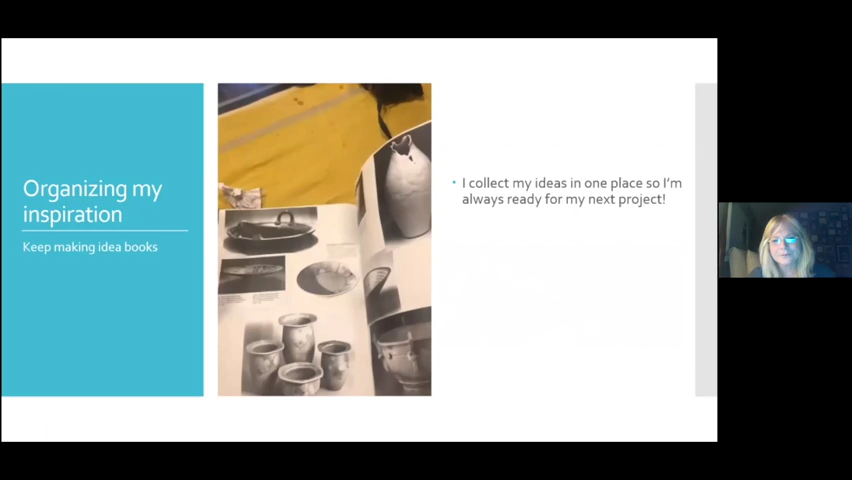 Organizing my
inspiration
Keep making idea books
• I collect my ideas in one place so I'm
always ready for my next project!